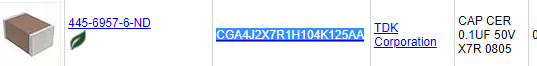 445-6957-6-ND
CGA4J2X7R1H104K125AA
TDK
Corporation
CAP CER
0.1UF 50V
X7R 0805